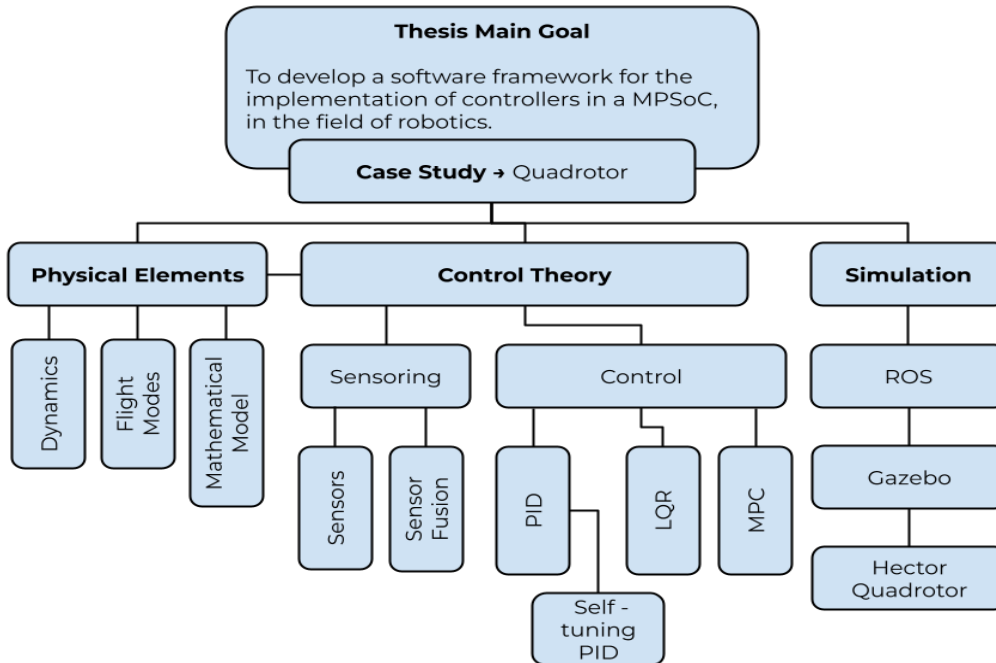 Thesis Main Goal
To develop a software framework for the
implementation of controllers in a MPSoC,
in the field of robotics.
Case Study → Quadrotor
Physical Elements
Control Theory
Simulation
Dynamics
Flight
Modes
Mathematical
Model
Sensoring
Control
ROS
Sensors
Sensor
Fusion
PID
LQR
MPC
Gazebo
Self -
tuning
PID
Hector
Quadrotor